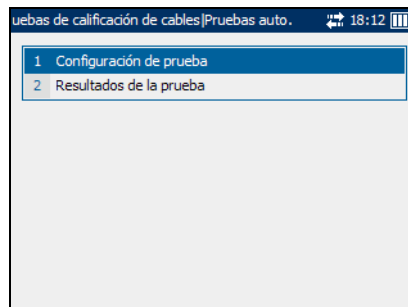 uebas de calificación de cables|Pruebas auto. 18:12
1 Configuración de prueba
2 Resultados de la prueba